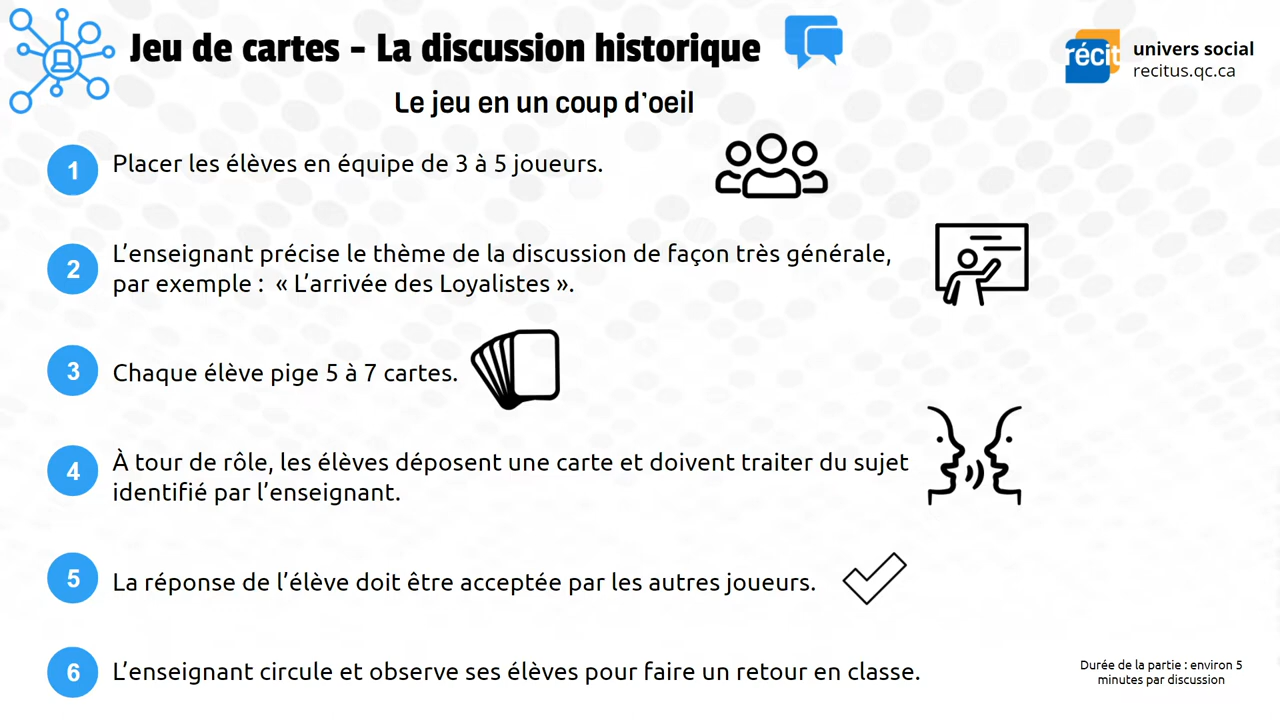 Jeu de cartes - La discussion historique
récit
univers social
recitus.qc.ca
Le jeu en un coup d'oeil
1
Placer les élèves en équipe de 3 à 5 joueurs.
2
L'enseignant précise le thème de la discussion de façon très générale,
par exemple : « L'arrivée des Loyalistes ».
3
Chaque élève pige 5 à 7 cartes.
4
À tour de rôle, les élèves déposent une carte et doivent traiter du sujet
identifié par l'enseignant.
5
La réponse de l'élève doit être acceptée par les autres joueurs.
6
L'enseignant circule et observe ses élèves pour faire un retour en classe.
Durée de la partie : environ 5
minutes par discussion